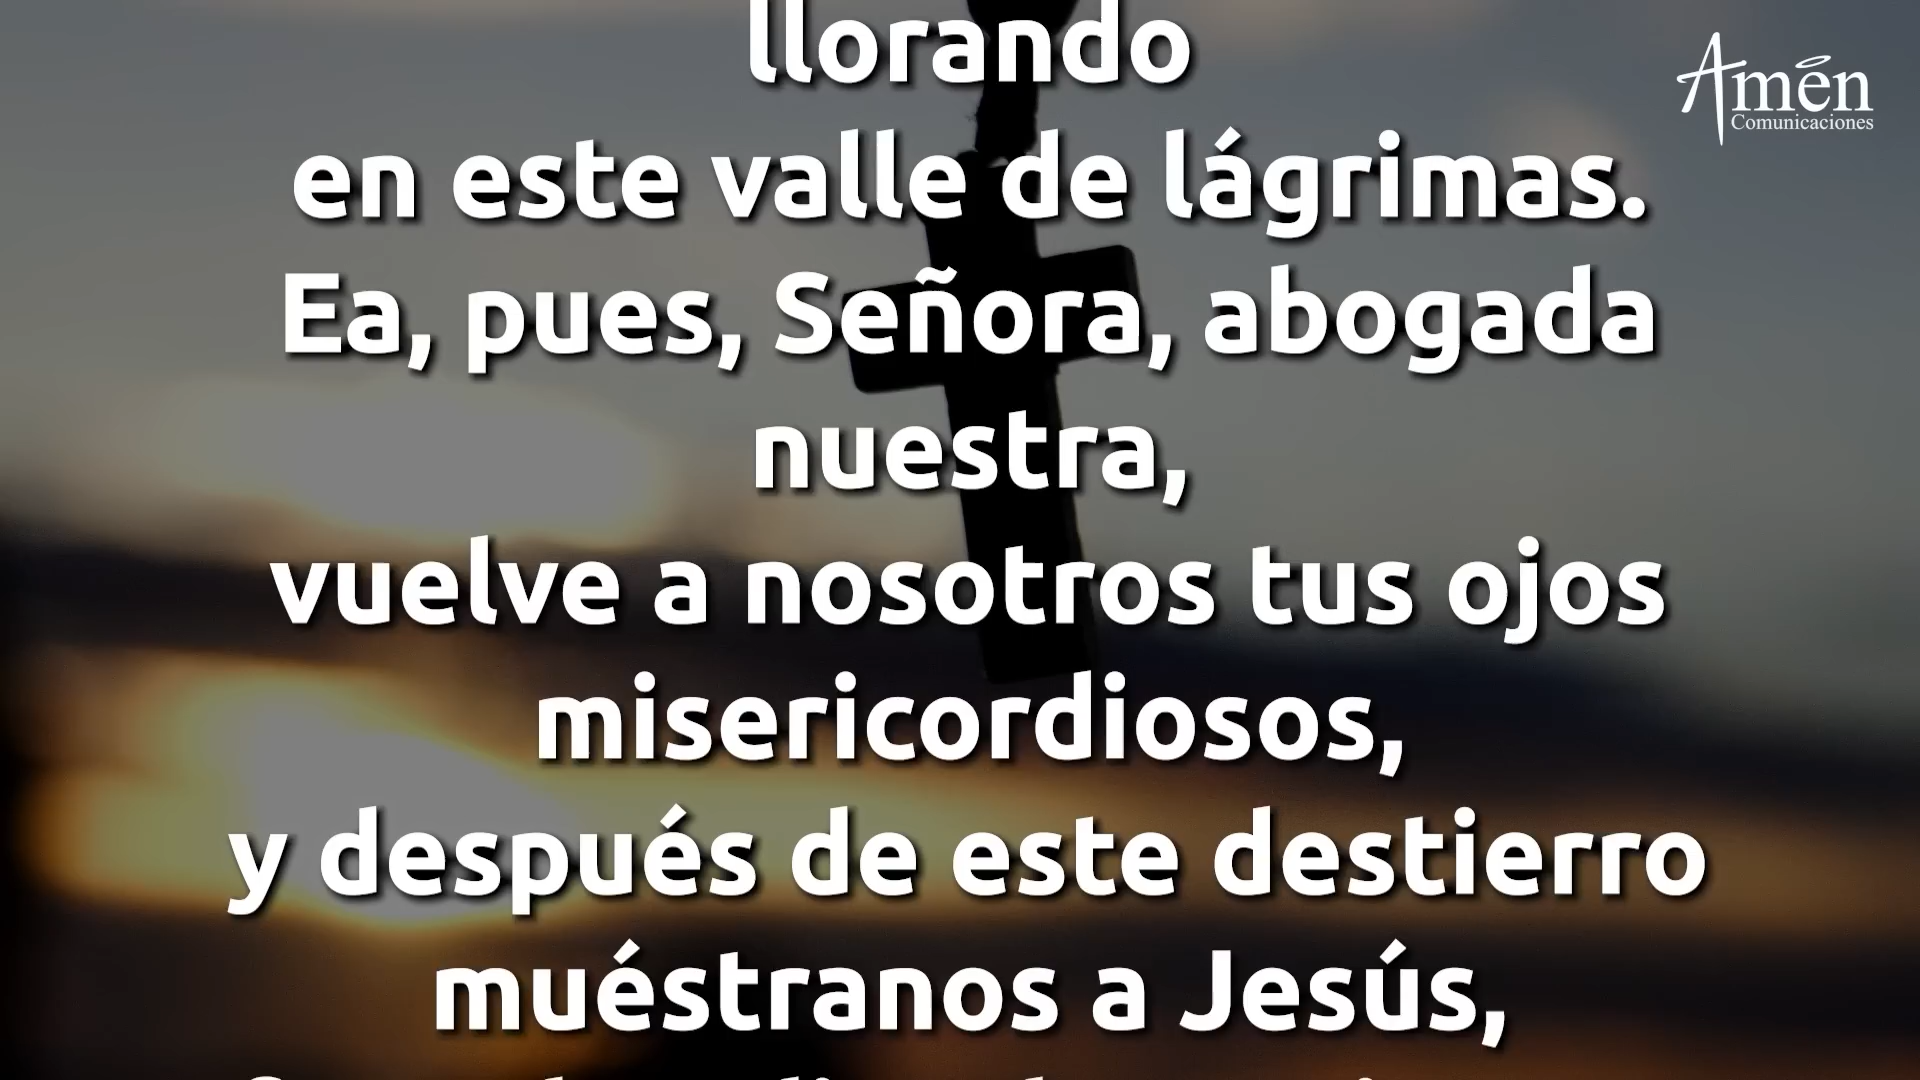 llorando
en este valle de lágrimas.
Ea, pues, Señora, abogada
nuestra,
vuelve a nosotros tus ojos
misericordiosos,
y después de este destierro
muéstranos a Jesús,
Amén
Comunicaciones